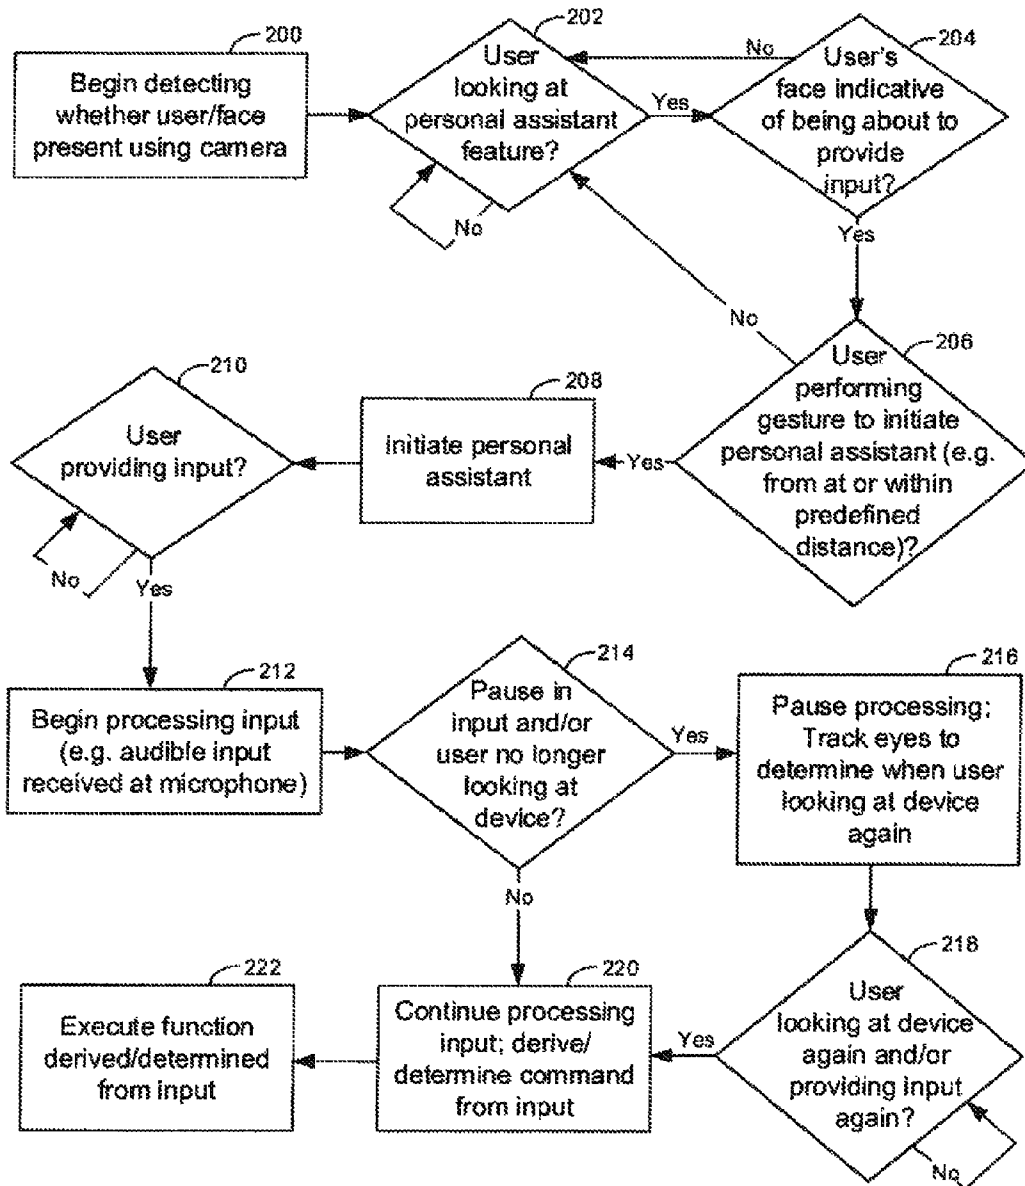 200
Begin detecting
whether user/face
present using camera
202
User
looking at
personal assistant
feature?
No
Yes
No
204
User's
face indicative
of being about to
provide
input?
Yes
No
206
User
performing
gesture to initiate
personal assistant (e.g.
from at or within
predefined
distance)?
Yes
208
Initiate personal
assistant
210
User
providing input?
No
Yes
212
Begin processing input
(e.g. audible input
received at microphone)
214
Pause in
input and/or
user no longer
looking at
device?
Yes
No
216
Pause processing;
Track eyes to
determine when user
looking at device
again
218
User
looking at device
again and/or
providing input
again?
No
Yes
220
Continue processing
input; derive/
determine command
from input
222
Execute function
derived/determined
from input